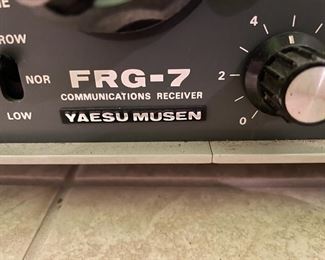 ROW
4
NOR
FRG-7
2
COMMUNICATIONS RECEIVER
LOW
YAESU MUSEN
0